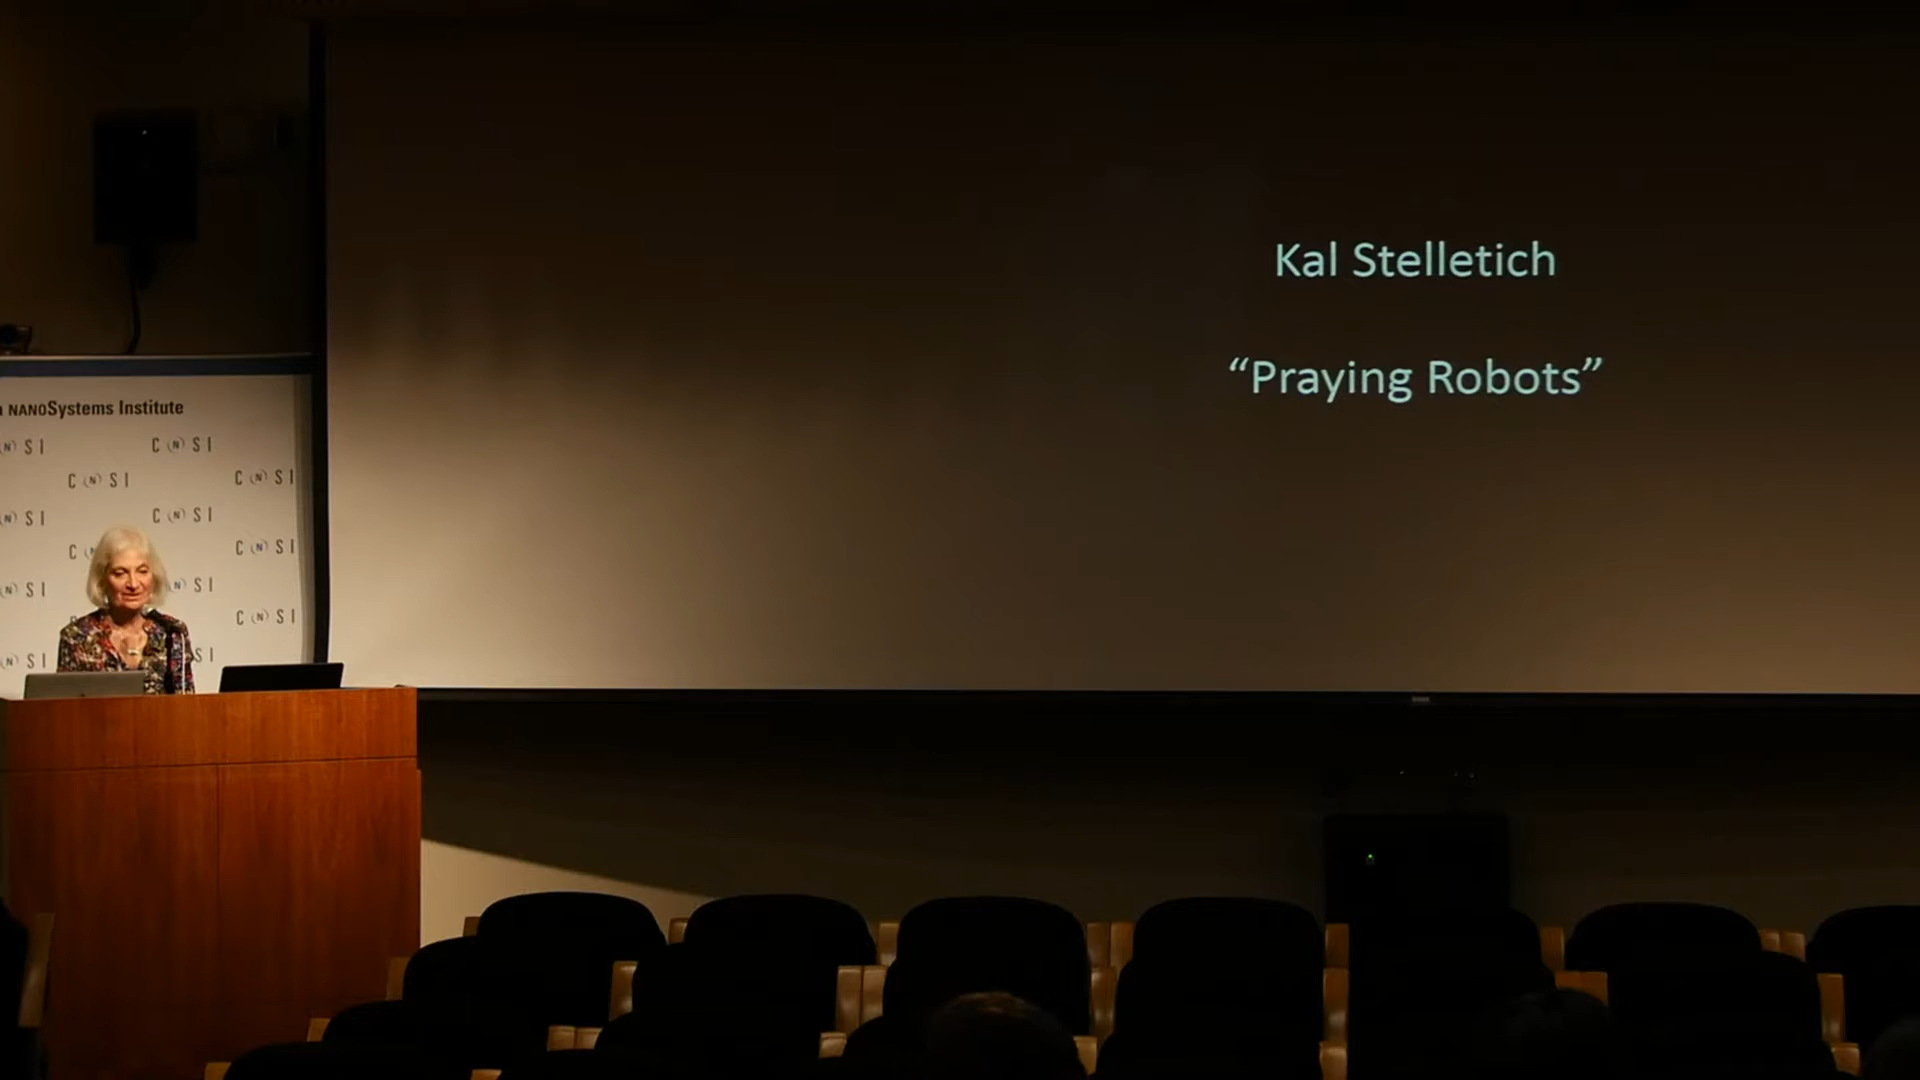 Kal Stelletich
“Praying Robots”
NANOSystems Institute
(N) S I
C (N) S I
C (N) S I
C (N) S I
(N) S I
C (N) S I
C
C (N) S I
(N) S I
(N) S I
C (N) S I
(N) S I
S I